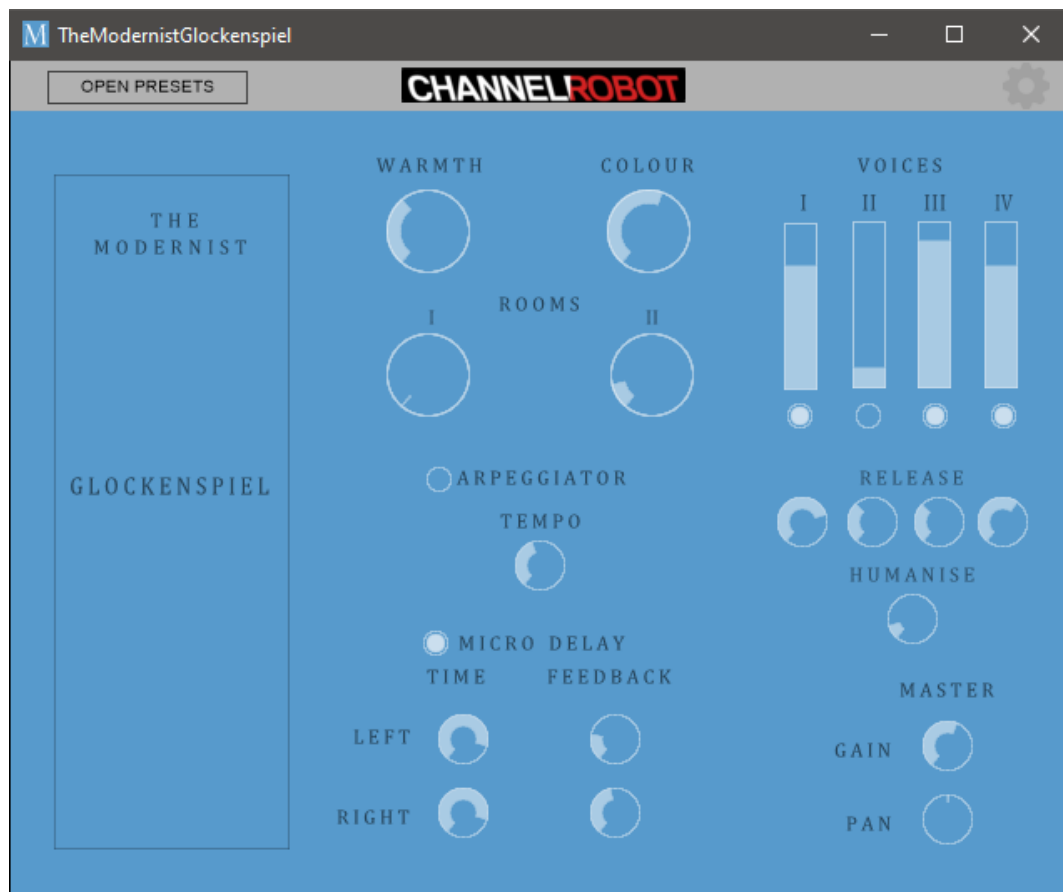 M TheModernistGlockenspiel
OPEN PRESETS
CHANNELROBOT
THE
MODERNIST
GLOCKENSPIEL
WARMTH COLOUR
ROOMS
I II
ARPEGGIATOR
TEMPO
MICRO DELAY
TIME FEEDBACK
LEFT
RIGHT
VOICES
I II III IV
RELEASE
HUMANISE
MASTER
GAIN
PAN